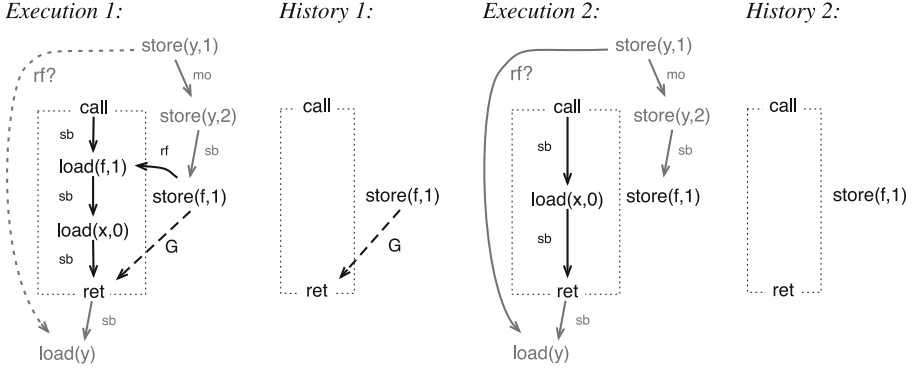 Execution 1:
History 1:
Execution 2:
History 2:
store(y,1)
rf?
mo
call
store(y,2)
sb
rf
sb
load(f,1)
store(f,1)
sb
load(x,0)
G
sb
ret
sb
load(y)
call
store(f,1)
G
ret
store(y,1)
rf?
mo
call
store(y,2)
sb
sb
load(x,0)
store(f,1)
sb
ret
sb
load(y)
call
store(f,1)
ret